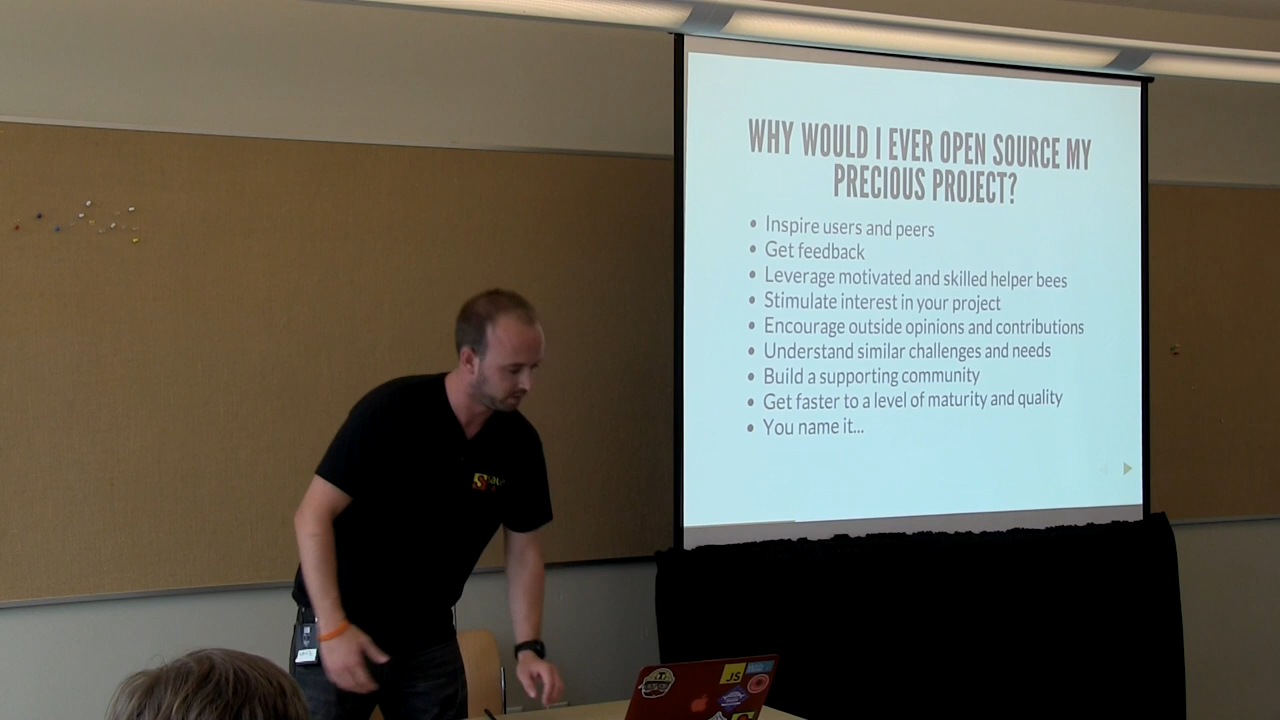 WHY WOULD I EVER OPEN SOURCE MY
PRECIOUS PROJECT?
• Inspire users and peers
• Get feedback
• Leverage motivated and skilled helper bees
• Stimulate interest in your project
• Encourage outside opinions and contributions
• Understand similar challenges and needs
• Build a supporting community
• Get faster to a level of maturity and quality
• You name it...
JS